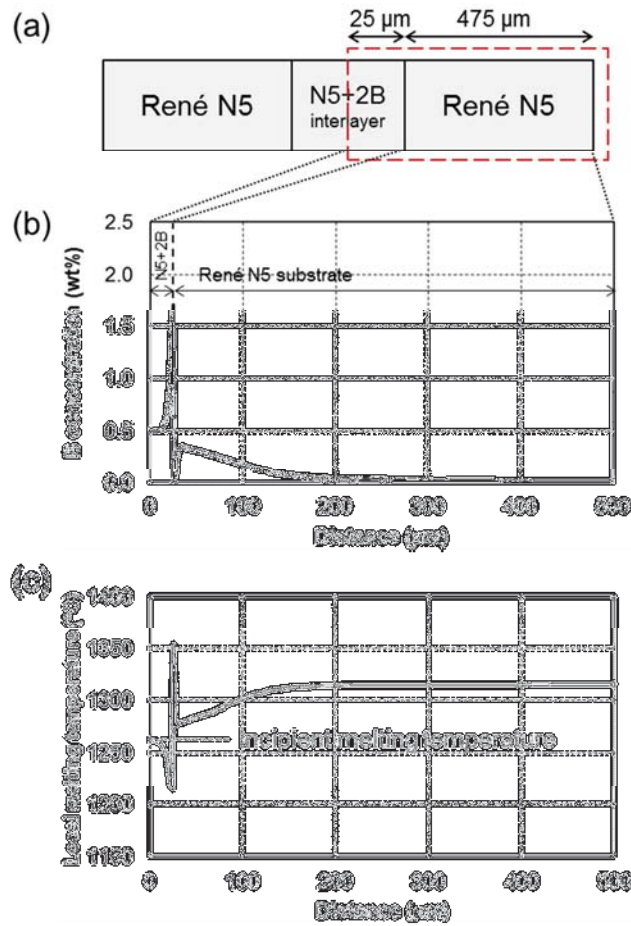 (a)
25 μm
475 μm
René N5
N5+2B
interlayer
René N5
(b)
B concentration (wt%)
2.5
2.0
1.5
1.0
0.5
0.0
N5+2B
René N5 substrate
0 100 200 300 400 500
Distance (μm)
(c)
Local melting temperature (°C)
1400
1350
1300
1250
1200
1150
Incipient melting temperature
0 100 200 300 400 500
Distance (μm)